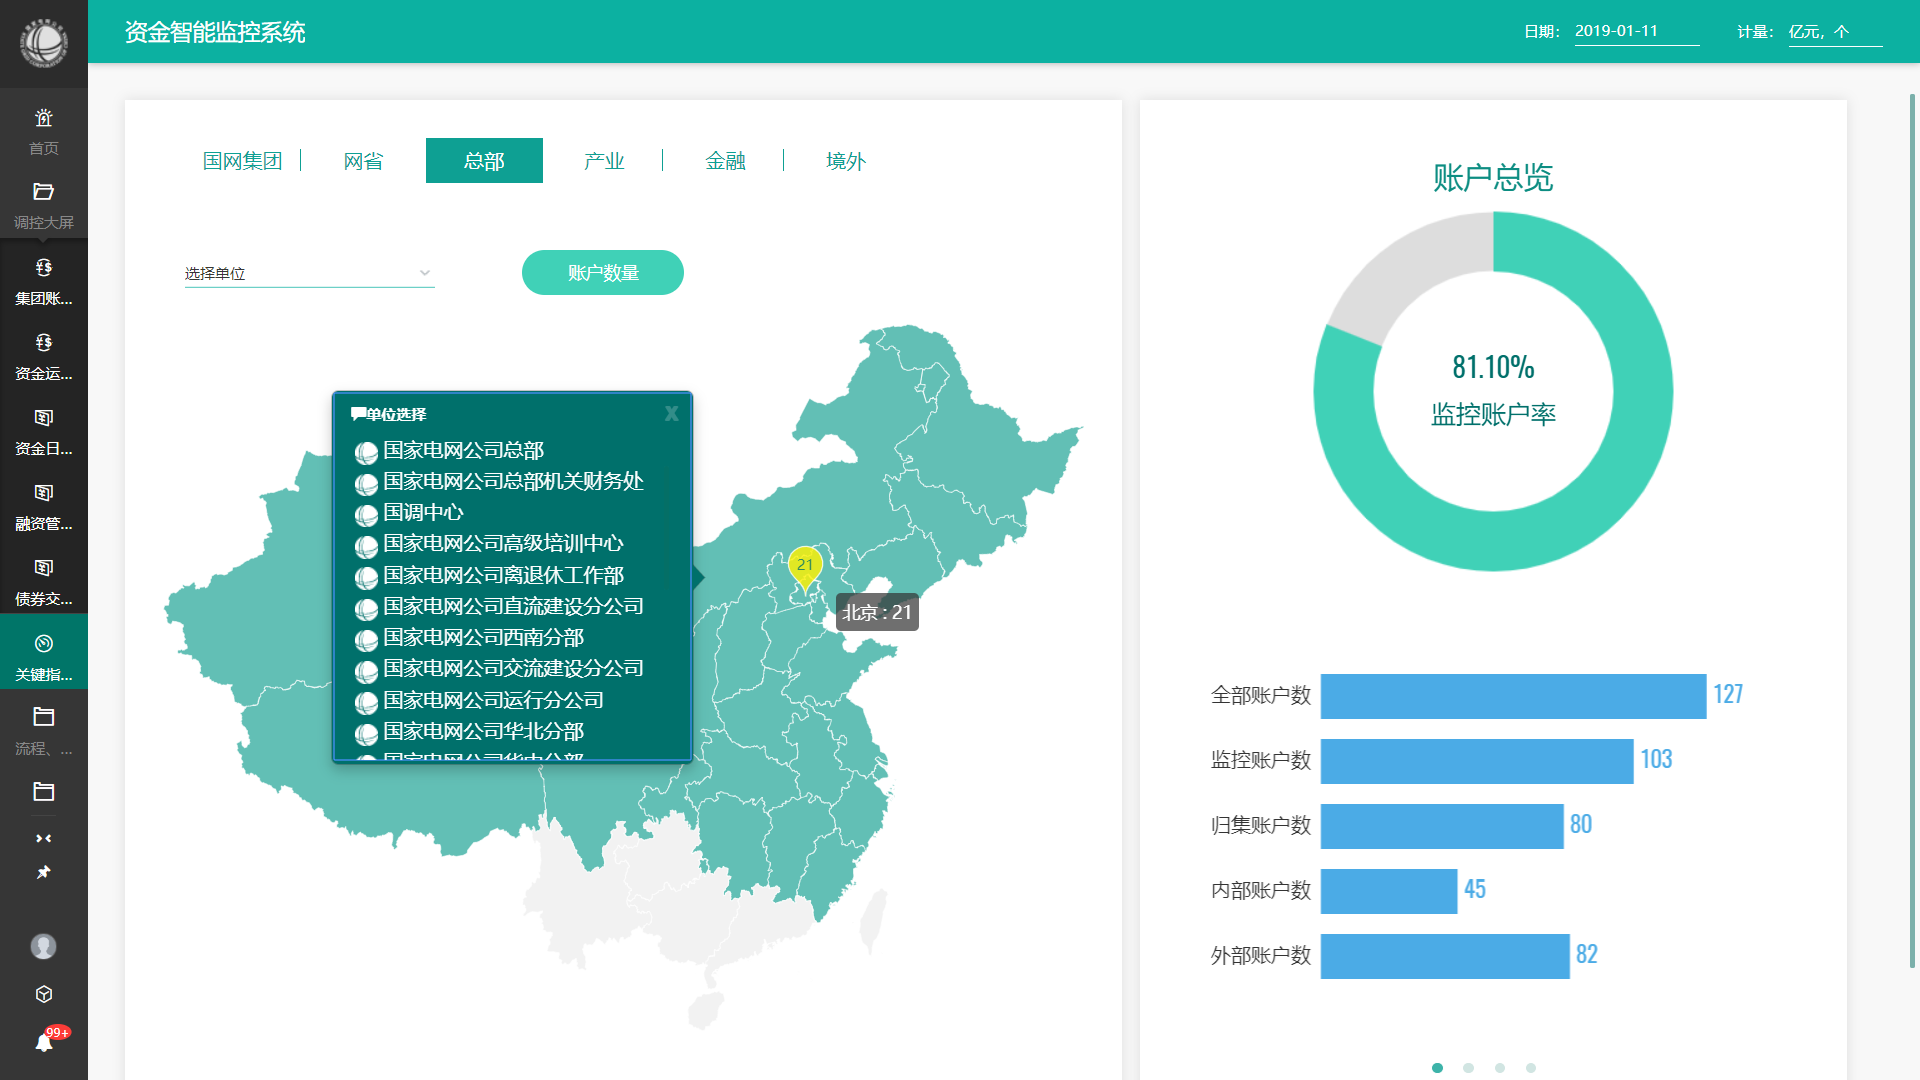 资金智能监控系统
日期： 2019-01-11 计量： 亿元，个
首页
调控大屏
集团账...
资金运...
资金日...
融资管...
债券交...
关键指...
流程、...
99+
国网集团 网省 总部 产业 金融 境外
选择单位 账户数量
单位选择 X
国家电网公司总部
国家电网公司总部机关财务处
国调中心
国家电网公司高级培训中心
国家电网公司离退休工作部
国家电网公司直流建设分公司
国家电网公司西南分部
国家电网公司交流建设分公司
国家电网公司运行分公司
国家电网公司华北分部
国家电网公司华中分部
21
北京 : 21
账户总览
81.10%
监控账户率
全部账户数 127
监控账户数 103
归集账户数 80
内部账户数 45
外部账户数 82